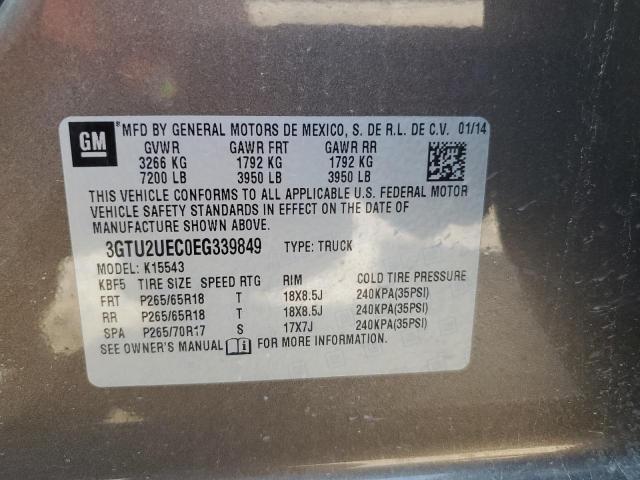 GM ® MFD BY GENERAL MOTORS DE MEXICO, S. DE R.L. DE C.V. 01/14
GVWR GAWR FRT GAWR RR
3266 KG 1792 KG 1792 KG
7200 LB 3950 LB 3950 LB
THIS VEHICLE CONFORMS TO ALL APPLICABLE U.S. FEDERAL MOTOR
VEHICLE SAFETY STANDARDS IN EFFECT ON THE DATE OF
MANUFACTURE SHOWN ABOVE.
3GTU2UEC0EG339849 TYPE: TRUCK
MODEL: K15543
KBF5 TIRE SIZE SPEED RTG RIM COLD TIRE PRESSURE
FRT P265/65R18 T 18X8.5J 240KPA(35PSI)
RR P265/65R18 T 18X8.5J 240KPA(35PSI)
SPA P265/70R17 S 17X7J 240KPA(35PSI)
SEE OWNER'S MANUAL FOR MORE INFORMATION.